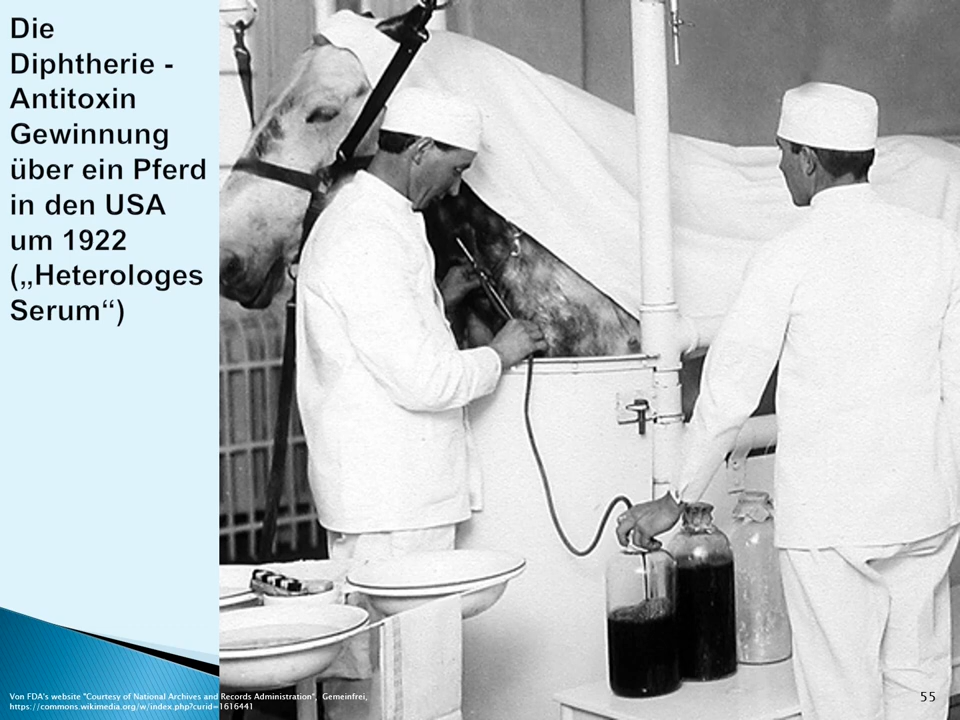 Die
Diphtherie -
Antitoxin
Gewinnung
über ein Pferd
in den USA
um 1922
(„Heterologes
Serum“)
Von FDA's website "Courtesy of National Archives and Records Administration", Gemeinfrei,
https://commons.wikimedia.org/w/index.php?curid=1616441
55